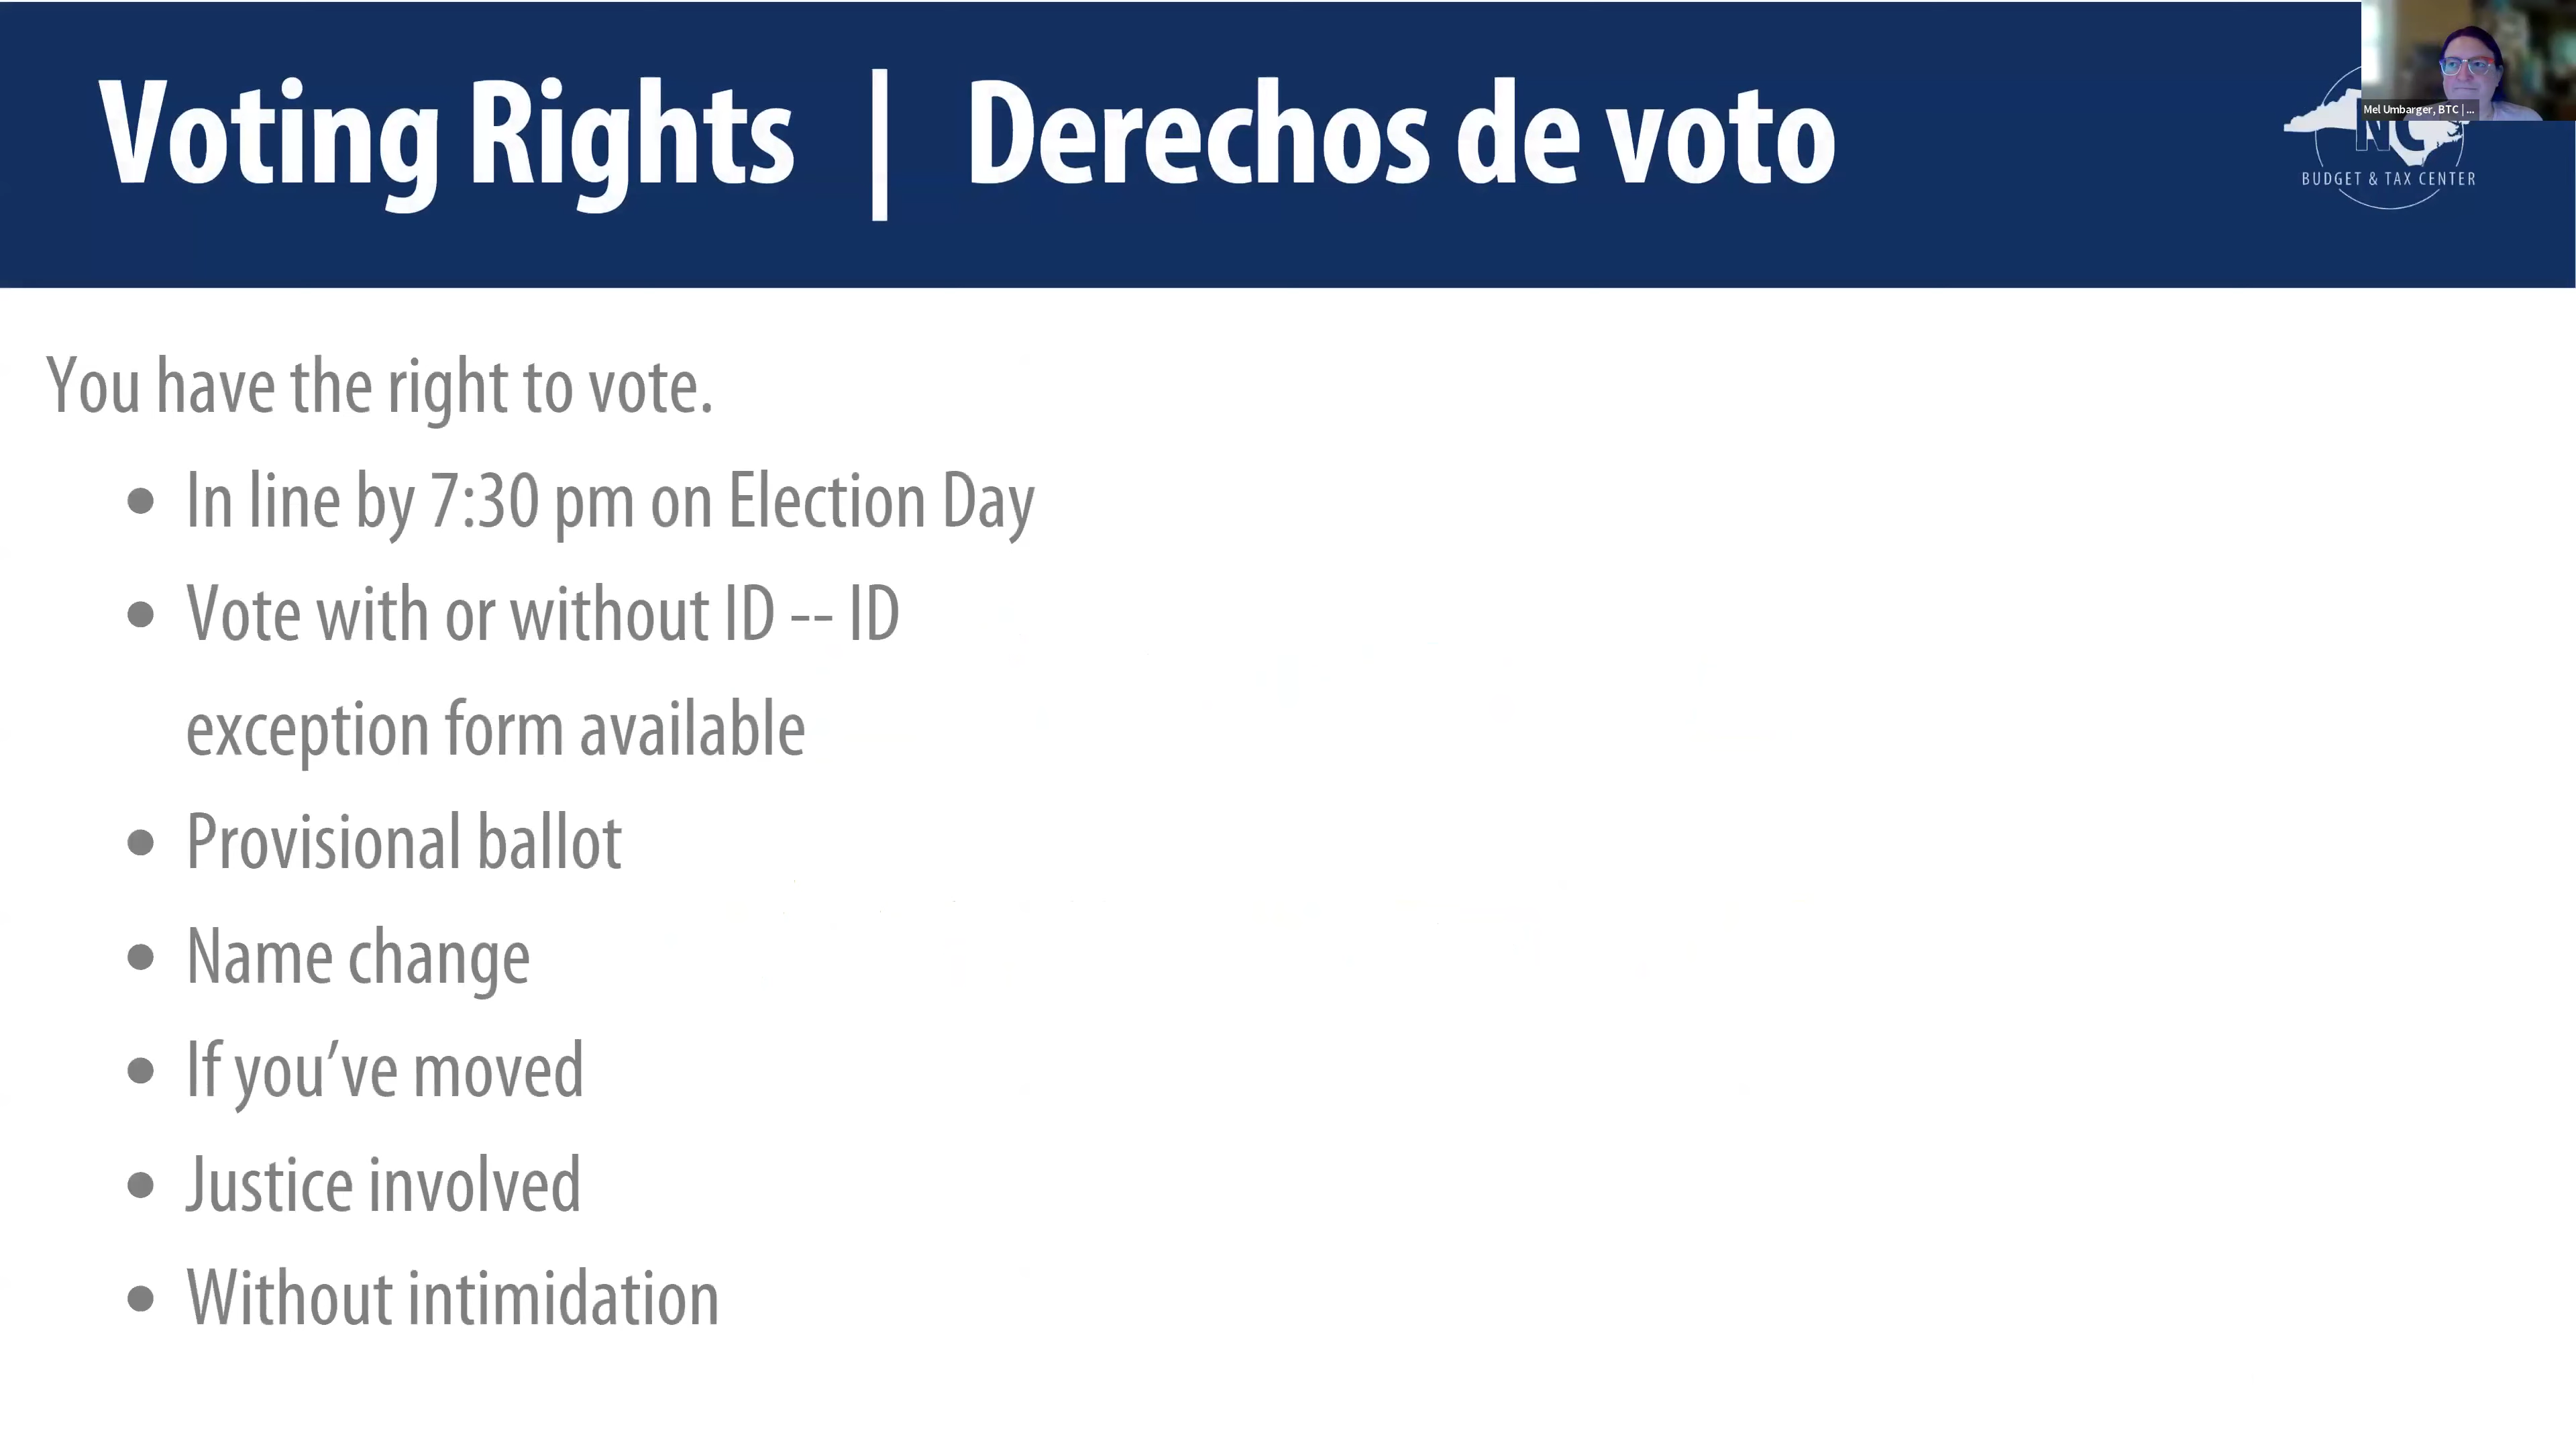 Voting Rights | Derechos de voto
Mel Umbarger, BTC | ...
NC
BUDGET & TAX CENTER
You have the right to vote.
• In line by 7:30 pm on Election Day
• Vote with or without ID -- ID
exception form available
• Provisional ballot
• Name change
• If you've moved
• Justice involved
• Without intimidation